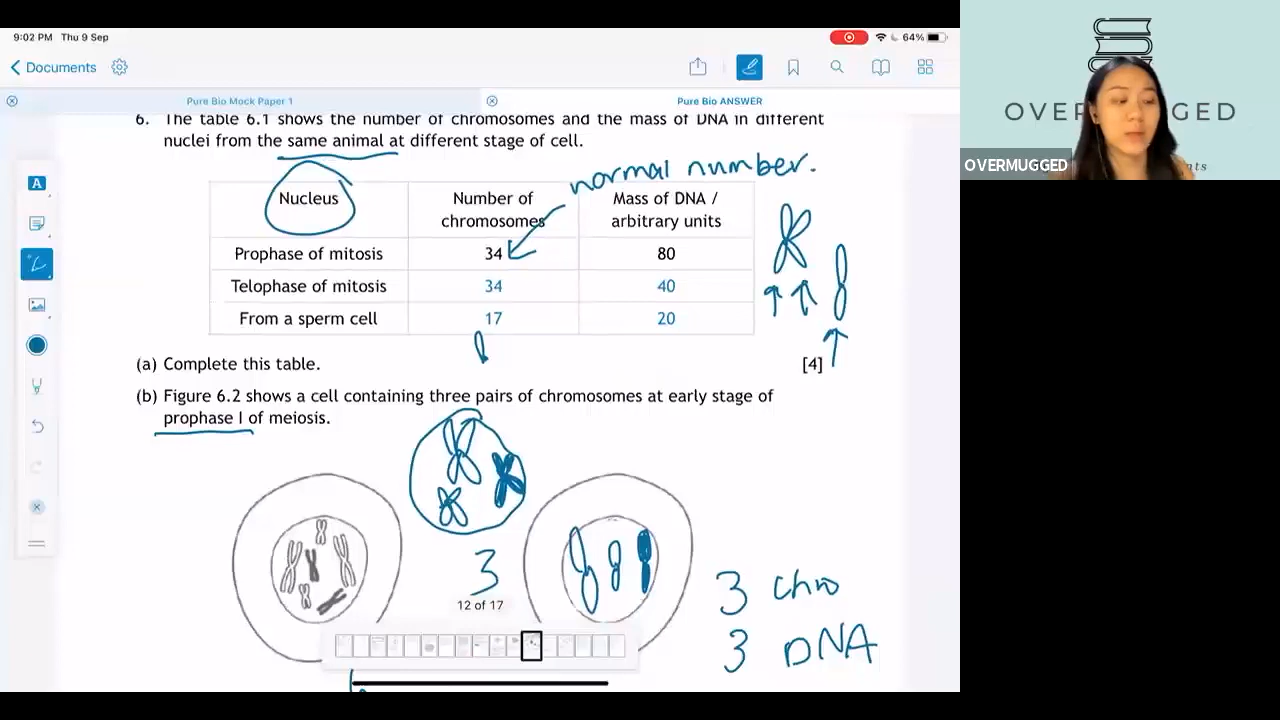 9:02 PM Thu 9 Sep
64%
Documents
Pure Bio Mock Paper 1
Pure Bio ANSWER
6. The table 6.1 shows the number of chromosomes and the mass of DNA in different
nuclei from the same animal at different stage of cell.
normal number.
Nucleus
Number of
chromosomes
Mass of DNA /
arbitrary units
Prophase of mitosis 34 80
Telophase of mitosis 34 40
From a sperm cell 17 20
(a) Complete this table. [4]
(b) Figure 6.2 shows a cell containing three pairs of chromosomes at early stage of
prophase I of meiosis.
3
12 of 17
3 chro
3 DNA
A
OVERMUGGED